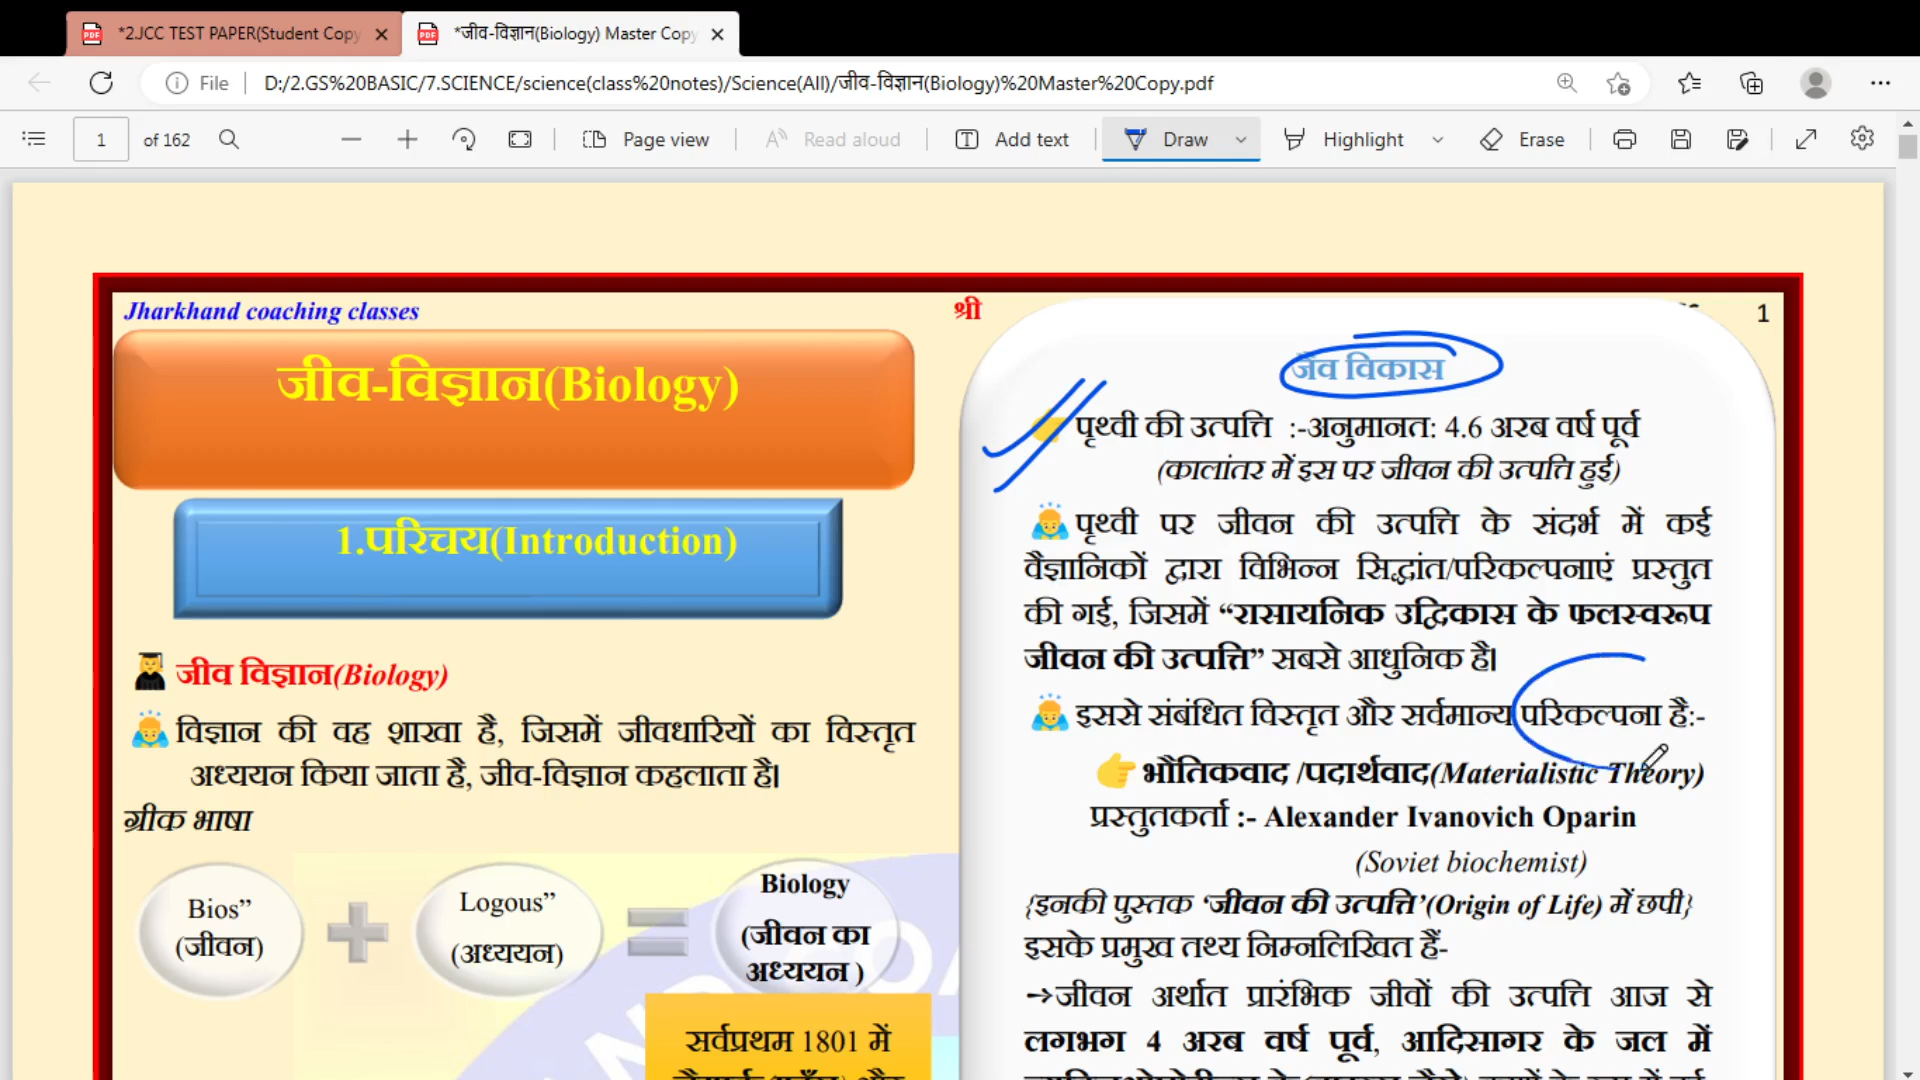 *2.JCC TEST PAPER(Student Copy
*जीव-विज्ञान(Biology) Master Copy
File
D:/2.GS%20BASIC/7.SCIENCE/science(class%20notes)/Science(All)/जीव-विज्ञान(Biology)%20Master%20Copy.pdf
1 of 162
Page view
Read aloud
Add text
Draw
Highlight
Erase
Jharkhand coaching classes
श्री
1
जीव-विज्ञान(Biology)
1.परिचय(Introduction)
जीव विज्ञान(Biology)
विज्ञान की वह शाखा है, जिसमें जीवधारियों का विस्तृत
अध्ययन किया जाता है, जीव-विज्ञान कहलाता है।
ग्रीक भाषा
Bios”
(जीवन)
Logous”
(अध्ययन)
Biology
(जीवन का
अध्ययन )
सर्वप्रथम 1801 में
जैव विकास
पृथ्वी की उत्पत्ति :-अनुमानत: 4.6 अरब वर्ष पूर्व
(कालांतर में इस पर जीवन की उत्पत्ति हुई)
पृथ्वी पर जीवन की उत्पत्ति के संदर्भ में कई
वैज्ञानिकों द्वारा विभिन्न सिद्धांत/परिकल्पनाएं प्रस्तुत
की गई, जिसमें “रासायनिक उद्विकास के फलस्वरूप
जीवन की उत्पत्ति” सबसे आधुनिक है।
इससे संबंधित विस्तृत और सर्वमान्य परिकल्पना है:-
भौतिकवाद /पदार्थवाद(Materialistic Theory)
प्रस्तुतकर्ता :- Alexander Ivanovich Oparin
(Soviet biochemist)
{इनकी पुस्तक ‘जीवन की उत्पत्ति’(Origin of Life) में छपी}
इसके प्रमुख तथ्य निम्नलिखित हैं-
➙जीवन अर्थात प्रारंभिक जीवों की उत्पत्ति आज से
लगभग 4 अरब वर्ष पूर्व, आदिसागर के जल में